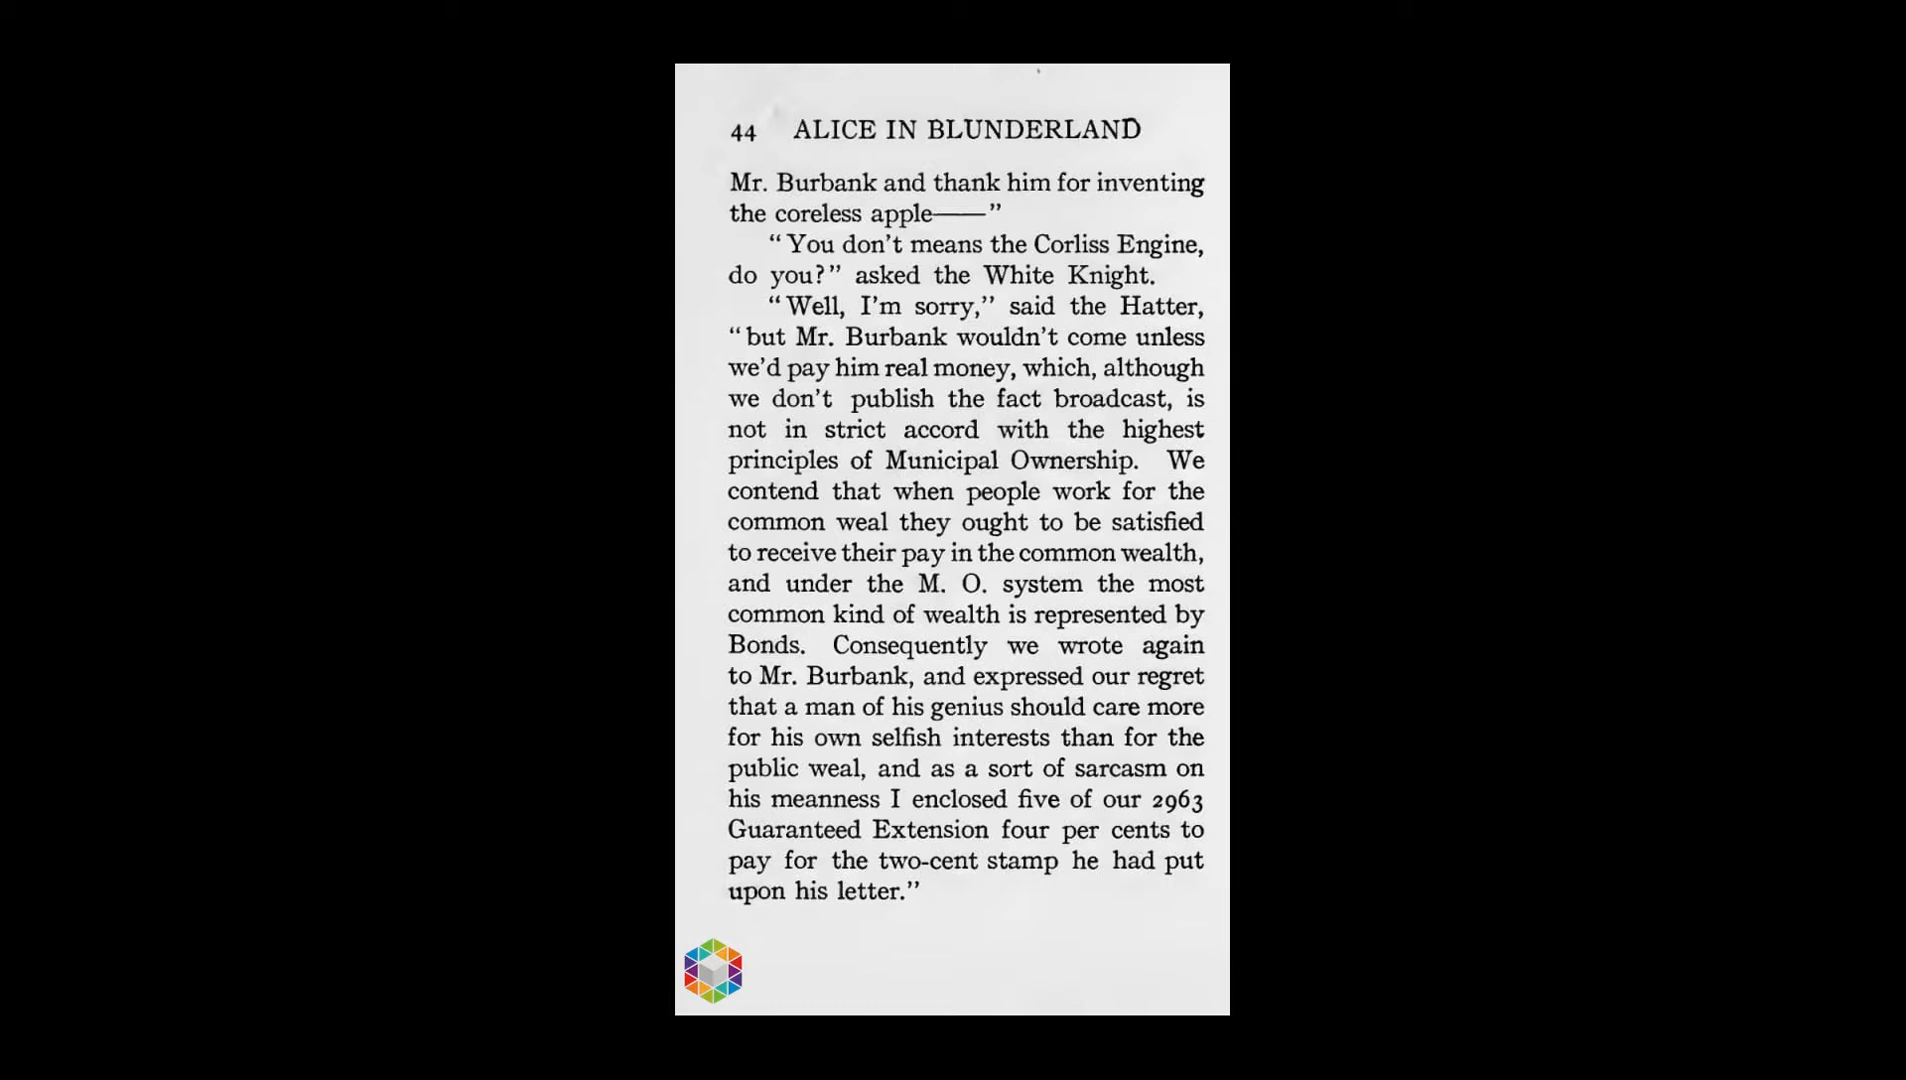 44 ALICE IN BLUNDERLAND
Mr. Burbank and thank him for inventing
the coreless apple——”
“You don’t means the Corliss Engine,
do you?” asked the White Knight.
“Well, I’m sorry,” said the Hatter,
“but Mr. Burbank wouldn’t come unless
we’d pay him real money, which, although
we don’t publish the fact broadcast, is
not in strict accord with the highest
principles of Municipal Ownership. We
contend that when people work for the
common weal they ought to be satisfied
to receive their pay in the common wealth,
and under the M. O. system the most
common kind of wealth is represented by
Bonds. Consequently we wrote again
to Mr. Burbank, and expressed our regret
that a man of his genius should care more
for his own selfish interests than for the
public weal, and as a sort of sarcasm on
his meanness I enclosed five of our 2963
Guaranteed Extension four per cents to
pay for the two-cent stamp he had put
upon his letter.”